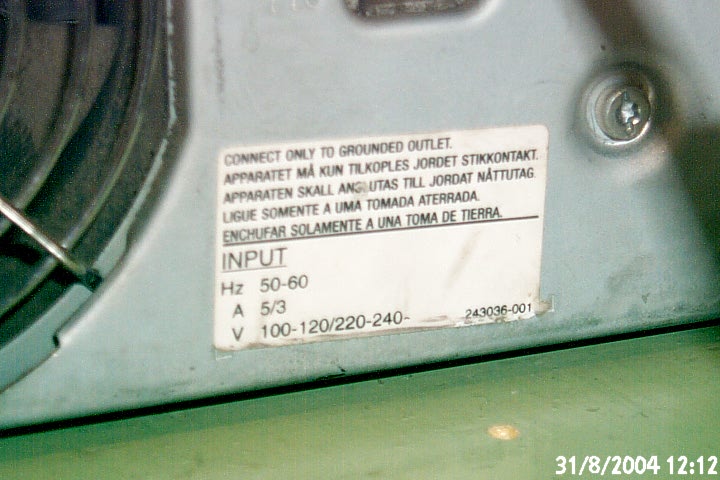 CONNECT ONLY TO GROUNDED OUTLET.
APPARATET MÅ KUN TILKOPLES JORDET STIKKONTAKT.
APPARATEN SKALL ANSLUTAS TILL JORDAT NÄTTUTAG.
LIGUE SOMENTE A UMA TOMADA ATERRADA.
ENCHUFAR SOLAMENTE A UNA TOMA DE TIERRA.
INPUT
Hz 50-60
A 5/3
V 100-120/220-240~ 243036-001
31/8/2004 12:12